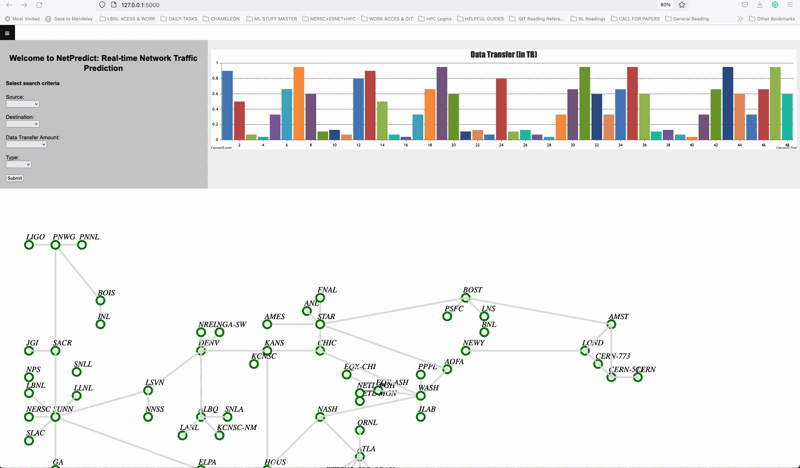 127.0.0.1:5000
80%
Most Visited
Save to Mendeley
LBNL ACESS & WORK
DAILY-TASKS
CHAMELEON
ML STUFF MASTER
NERSC+ESNET+HPC
WORK ACCES & GIT
HPC Logins
HELPFUL GUIDES
GIT Reading Refere...
RL Readings
CALL FOR PAPERS
General Reading
Other Bookmarks
Welcome to NetPredict: Real-time Network Traffic
Prediction
Select search criteria
Source:
Destination:
Data Transfer Amount:
Type:
Submit
Data Transfer (in TB)
1
0.8
0.6
0.4
0.2
0
2 4 6 8 10 12 14 16 18 20 22 24 26 28 30 32 34 36 38 40 42 44 46 48
CanvasJS.com
CanvasJS Trial
LIGO PNWG PNNL
BOIS
INL
FNAL
ANL
AMES STAR
BOST
PSFC LNS
BNL
AMST
NREL NGA-SW
JGI SACR
DENV KANS CHIC
KCNSC
NEWY
LOND
CERN-773
AOFA
PPPL
EQX-CHI
CERN
NPS SNLL
LBNL LLNL
LSVN
WASH
NERSC SUNN
NNSS
ALBQ SNLA
NASH
JLAB
SLAC
LANL KCNSC-NM
ORNL
ATLA
GA
ELPA
HOUS